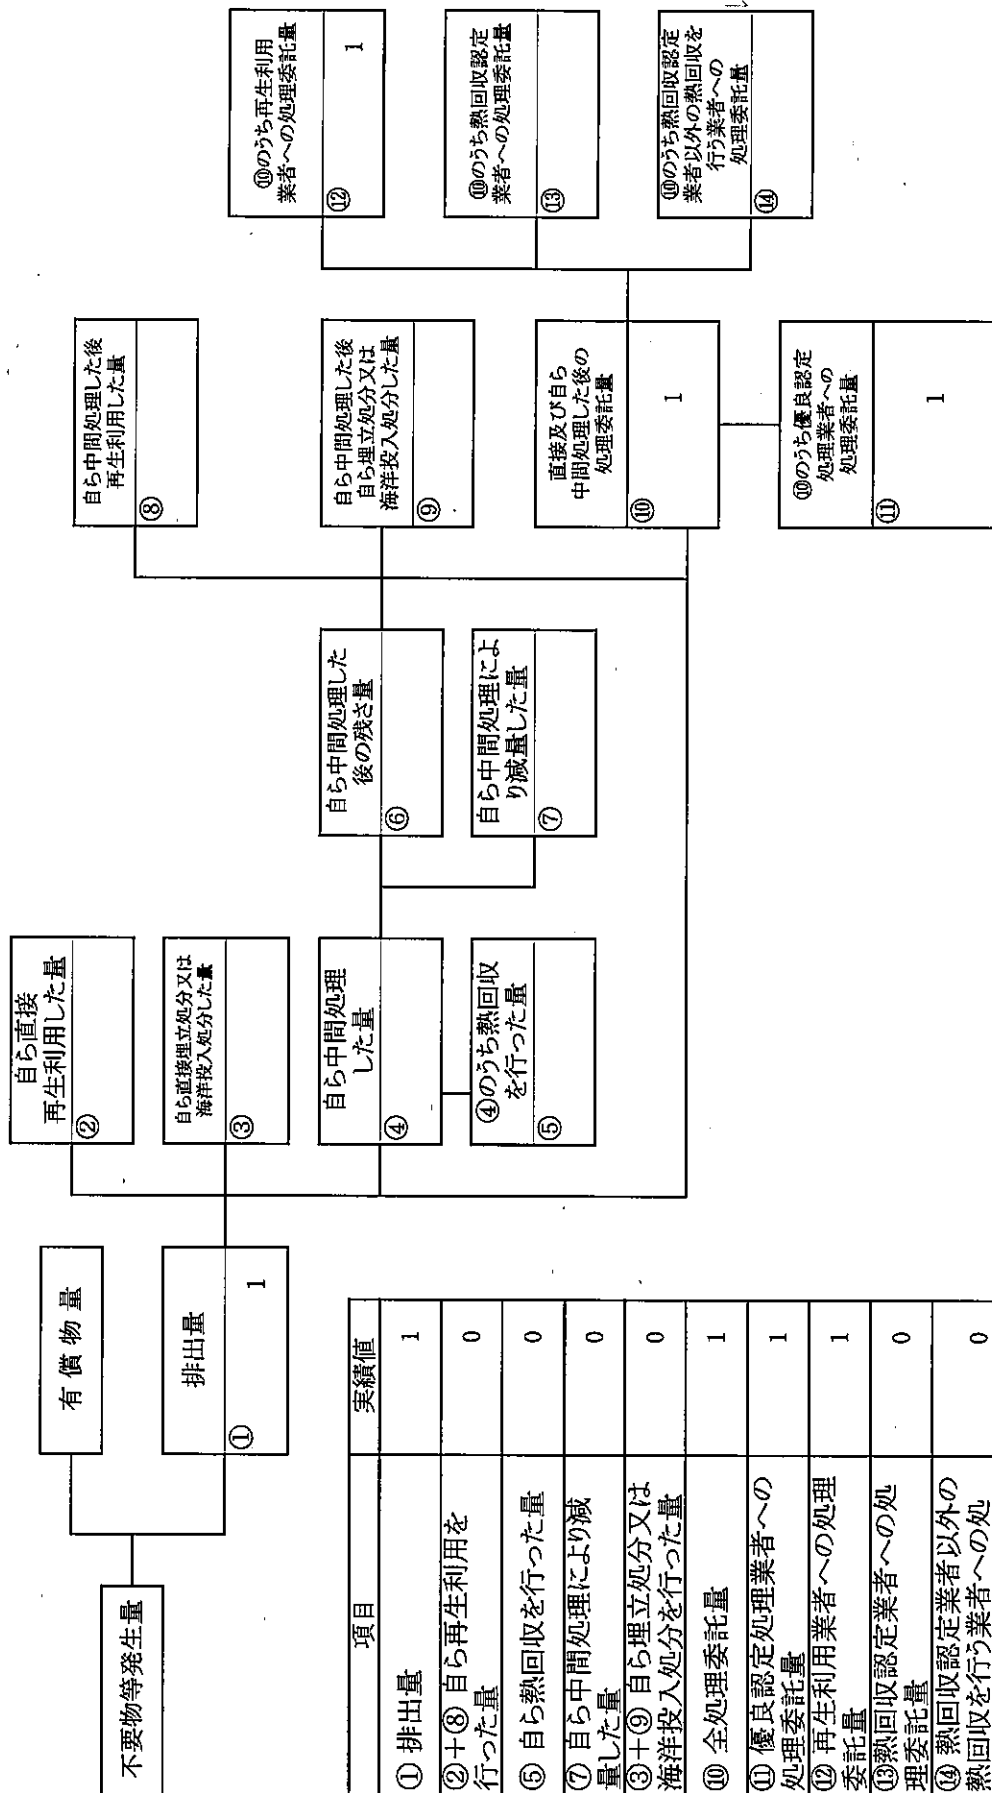 不要物等発生量
有償物量
排出量
①
1
自ら直接
再生利用した量
②
自ら直接埋立処分又は
海洋投入処分した量
③
自ら中間処理
した量
④
④のうち熱回収
を行った量
⑤
自ら中間処理した
後の残さ量
⑥
自ら中間処理によ
り減量した量
⑦
自ら中間処理した後
再生利用した量
⑧
自ら中間処理した後
自ら埋立処分又は
海洋投入処分した量
⑨
直接及び自ら
中間処理した後の
処理委託量
⑩
1
⑩のうち優良認定
処理業者への
処理委託量
⑪
1
⑩のうち再生利用
業者への処理委託量
⑫
1
⑩のうち熱回収認定
業者への処理委託量
⑬
⑩のうち熱回収認定
業者以外の熱回収を
行う業者への
処理委託量
⑭
項目 実績値
① 排出量 1
②+⑧ 自ら再生利用を
行った量 0
⑤ 自ら熱回収を行った量 0
⑦ 自ら中間処理により減
量した量 0
③+⑨ 自ら埋立処分又は
海洋投入処分を行った量 0
⑩ 全処理委託量 1
⑪ 優良認定処理業者への
処理委託量 1
⑫ 再生利用業者への処理
委託量 1
⑬熱回収認定業者への処
理委託量 0
⑭ 熱回収認定業者以外の
熱回収を行う業者への処 0